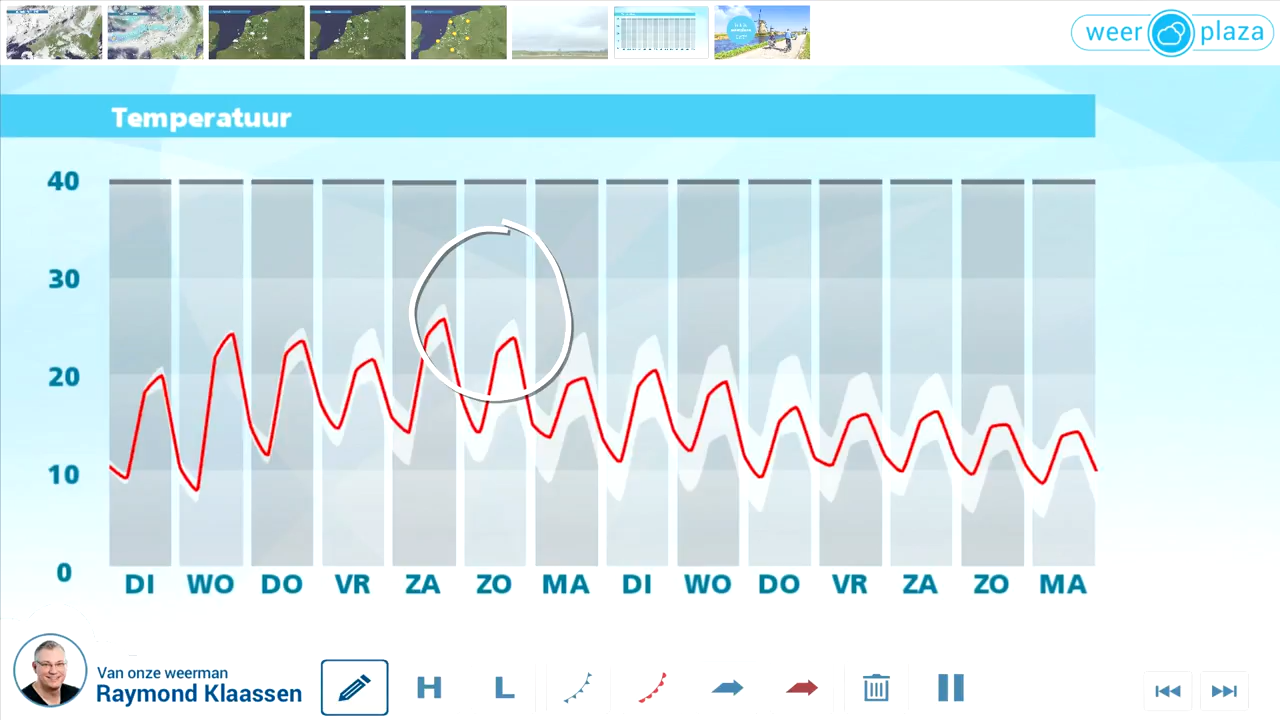 weer plaza
Temperatuur
40
30
20
10
0
DI WO DO VR ZA ZO MA DI WO DO VR ZA ZO MA
Van onze weerman
Raymond Klaassen
H L